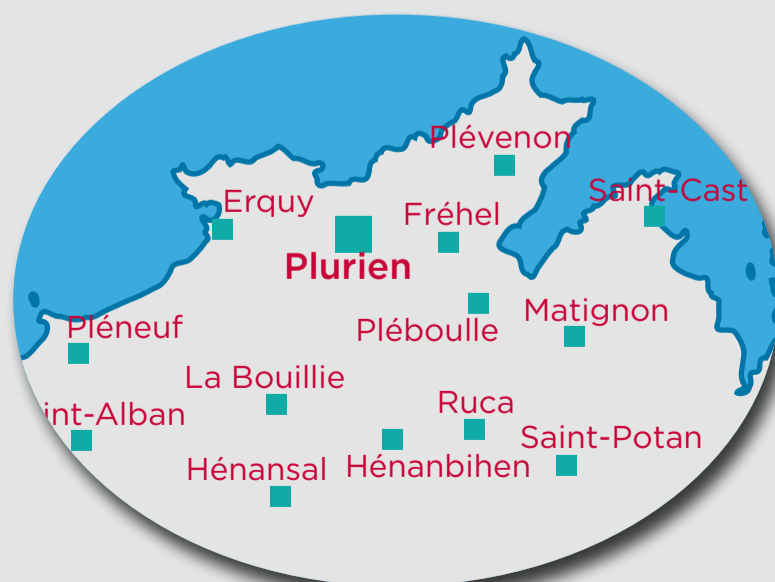 Plévenon
Saint-Cast
Erquy
Fréhel
Plurien
Matignon
Pléneuf
Pléboulle
La Bouillie
Ruca
int-Alban
Saint-Potan
Hénansal
Hénanbihen